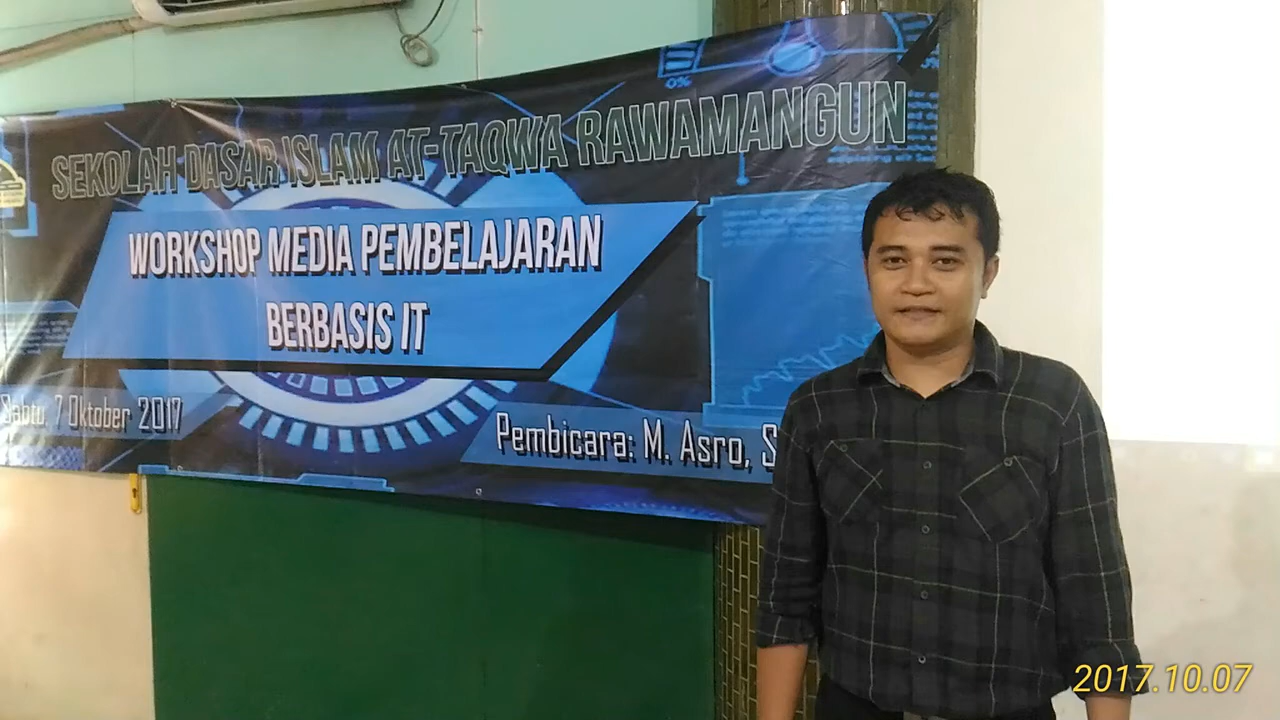 SEKOLAH DASAR ISLAM AT-TAQWA RAWAMANGUN
WORKSHOP MEDIA PEMBELAJARAN
BERBASIS IT
Sabtu, 7 Oktober 2017
Pembicara: M. Asro, S
0%
2017.10.07